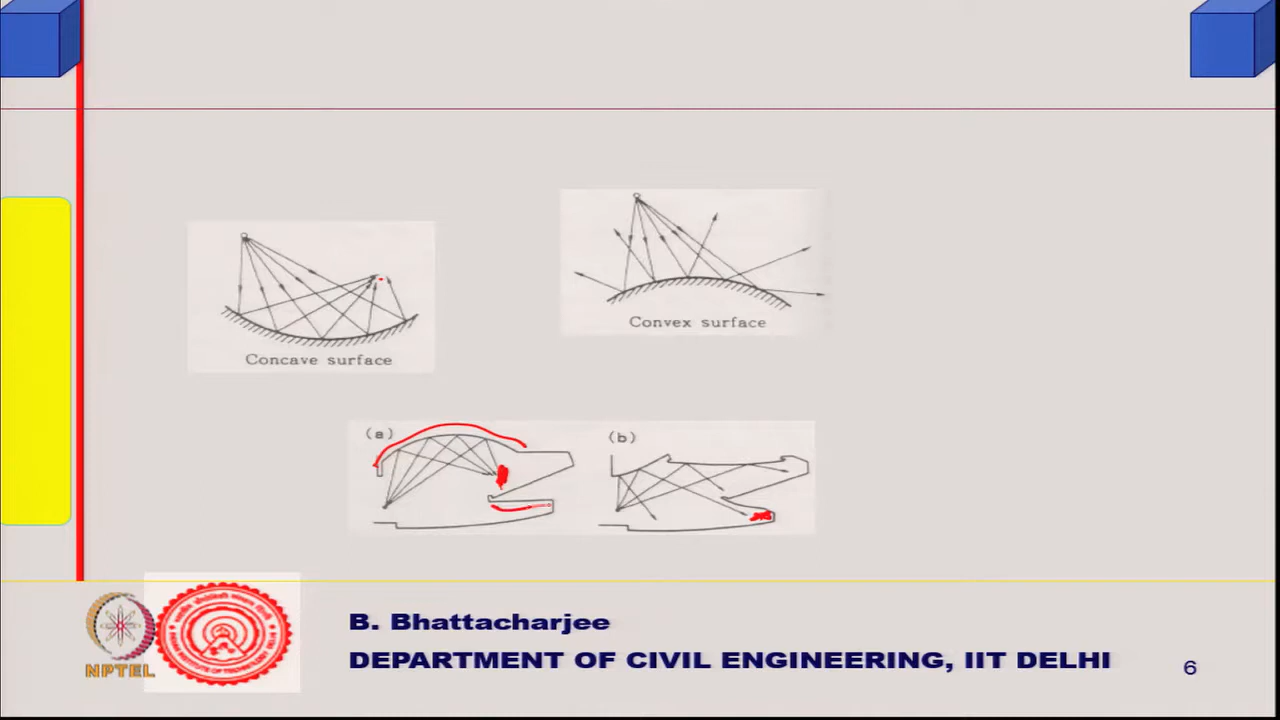 Concave surface
Convex surface
(a)
(b)
NPTEL
B. Bhattacharjee
DEPARTMENT OF CIVIL ENGINEERING, IIT DELHI
6